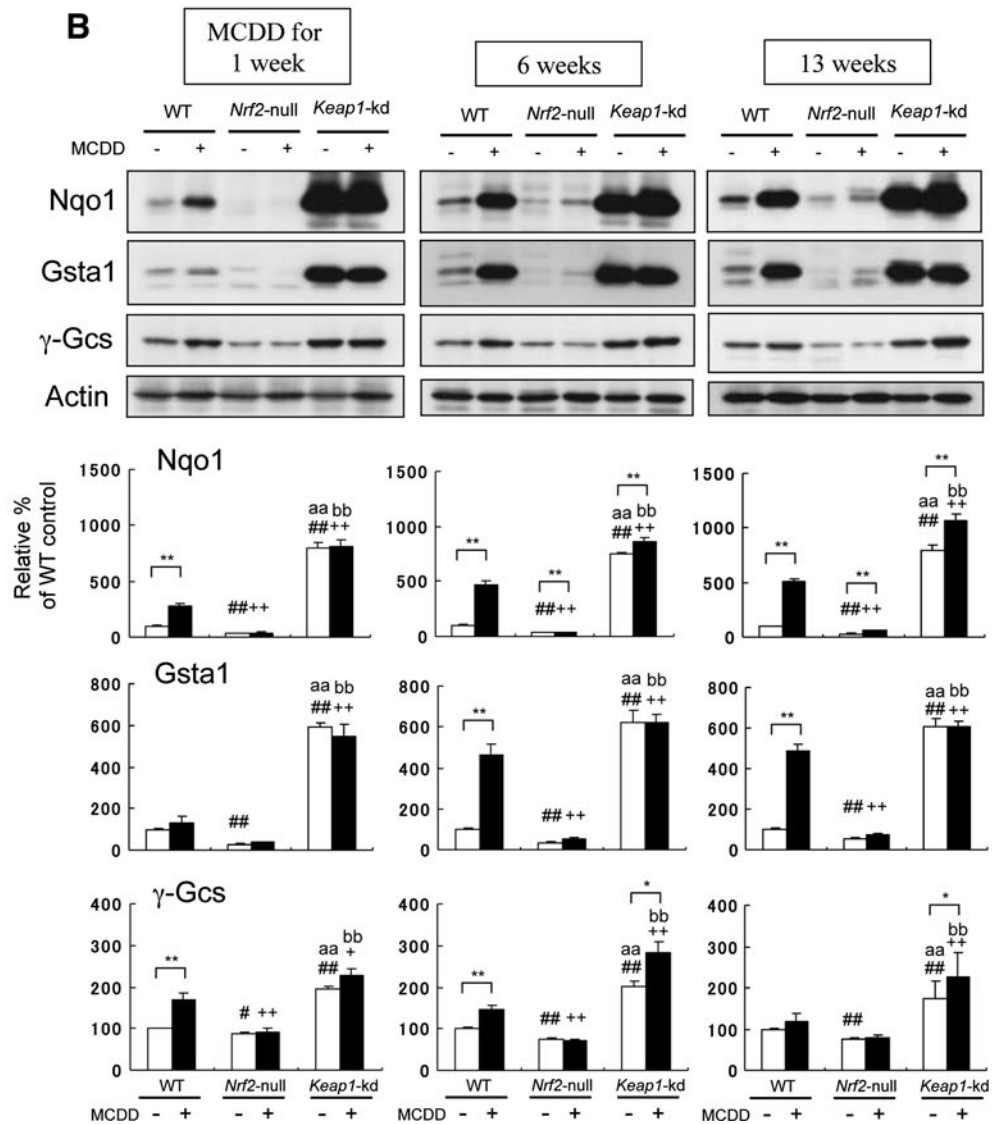 B
MCDD for
1 week
6 weeks
13 weeks
WT Nrf2-null Keap1-kd WT Nrf2-null Keap1-kd WT Nrf2-null Keap1-kd
MCDD - + - + - + - + - + - + - + - + - +
Nqo1
Gsta1
γ-Gcs
Actin
Relative %
of WT control
Nqo1
1500
1000
500
0
** ## ++ aa ## bb ++
1500
1000
500
0
** ** ## ++ ** aa ## bb ++
1500
1000
500
0
** ** ## ++ ** aa ## bb ++
Gsta1
800
600
400
200
0
## aa ## bb ++
800
600
400
200
0
** ## ++ aa ## bb ++
800
600
400
200
0
** ## ++ aa ## bb ++
γ-Gcs
400
300
200
100
0
** # ++ aa ## bb +
400
300
200
100
0
** ## ++ * aa ## bb ++
400
300
200
100
0
## * aa ## bb ++
WT Nrf2-null Keap1-kd WT Nrf2-null Keap1-kd WT Nrf2-null Keap1-kd
MCDD - + - + - + MCDD - + - + - + MCDD - + - + - +